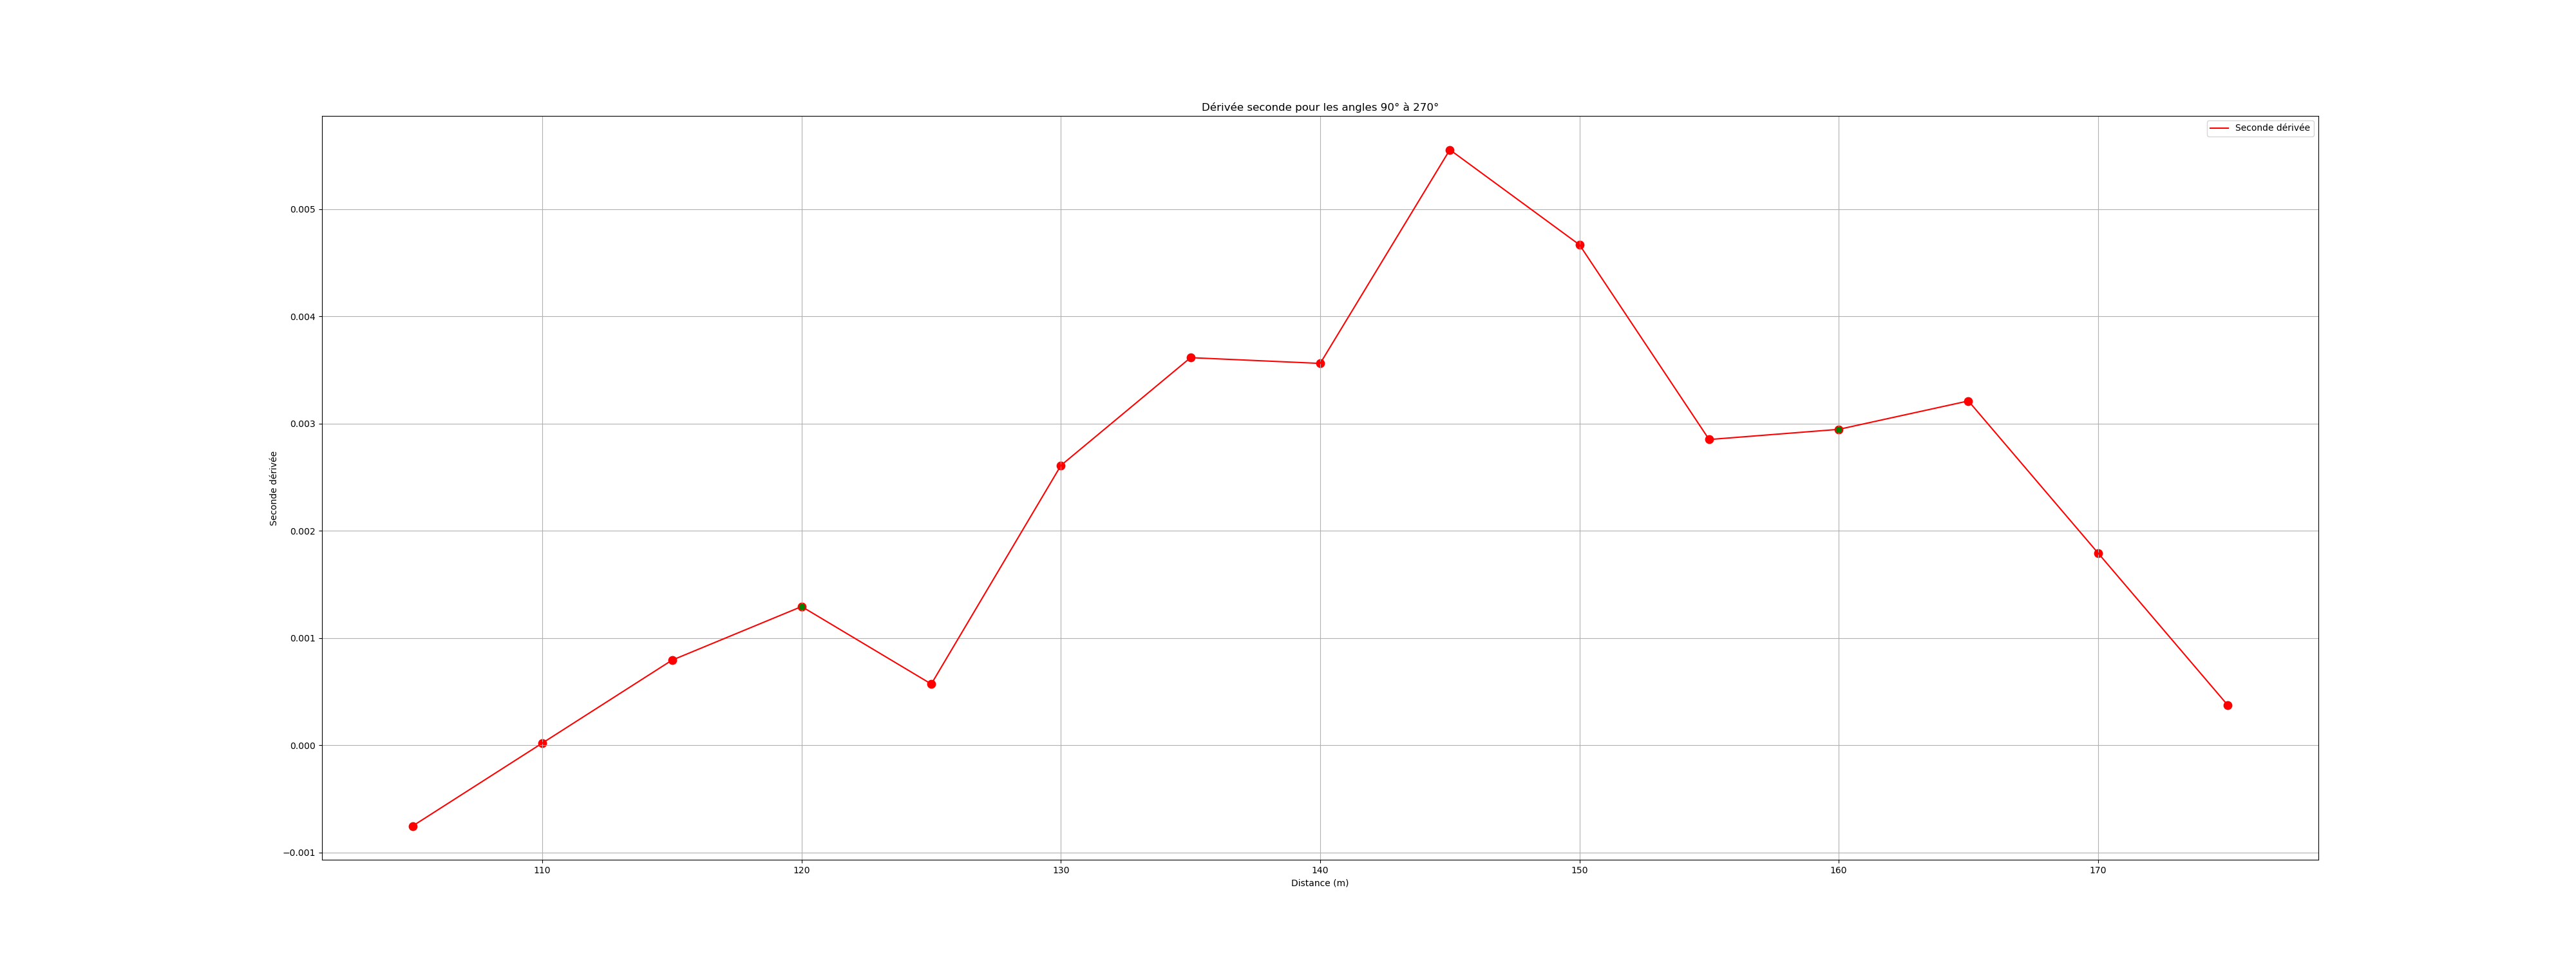 Dérivée seconde pour les angles 90° à 270°
Seconde dérivée
Seconde dérivée
0.005
0.004
0.003
0.002
0.001
0.000
−0.001
110 120 130 140 150 160 170
Distance (m)